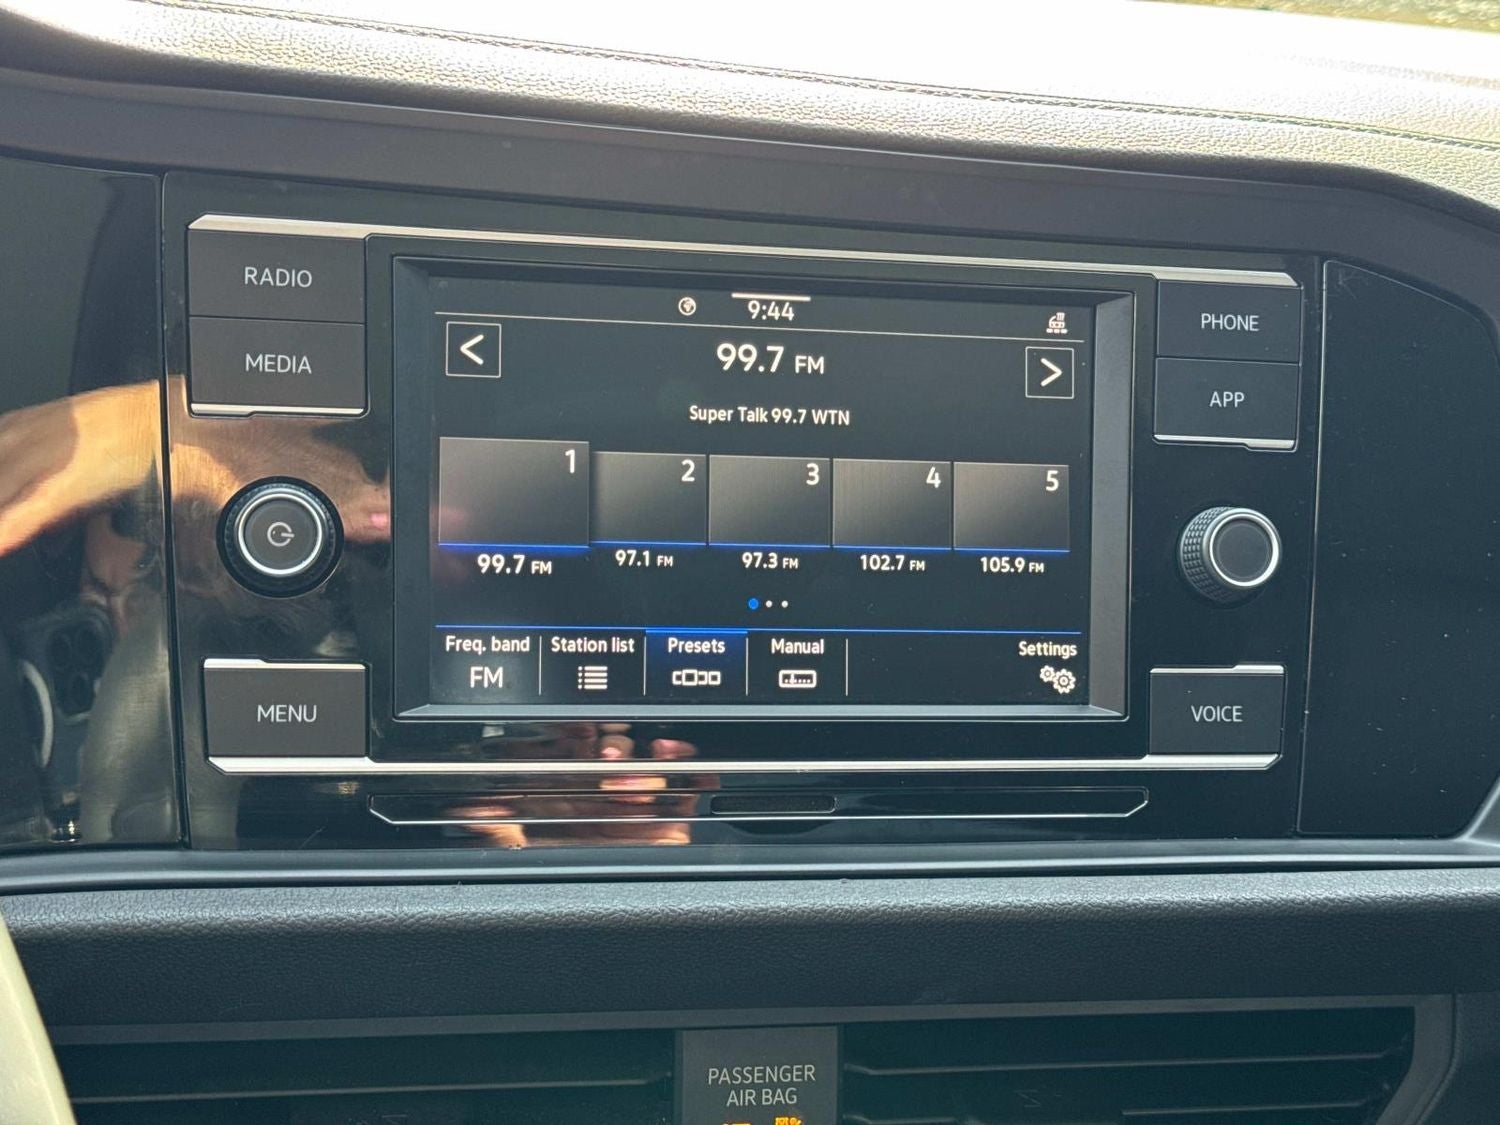 RADIO
MEDIA
MENU
9:44
<
99.7 FM
>
Super Talk 99.7 WTN
1
2
3
4
5
99.7 FM
97.1 FM
97.3 FM
102.7 FM
105.9 FM
Freq. band
FM
Station list
Presets
Manual
Settings
PHONE
APP
VOICE
PASSENGER
AIR BAG